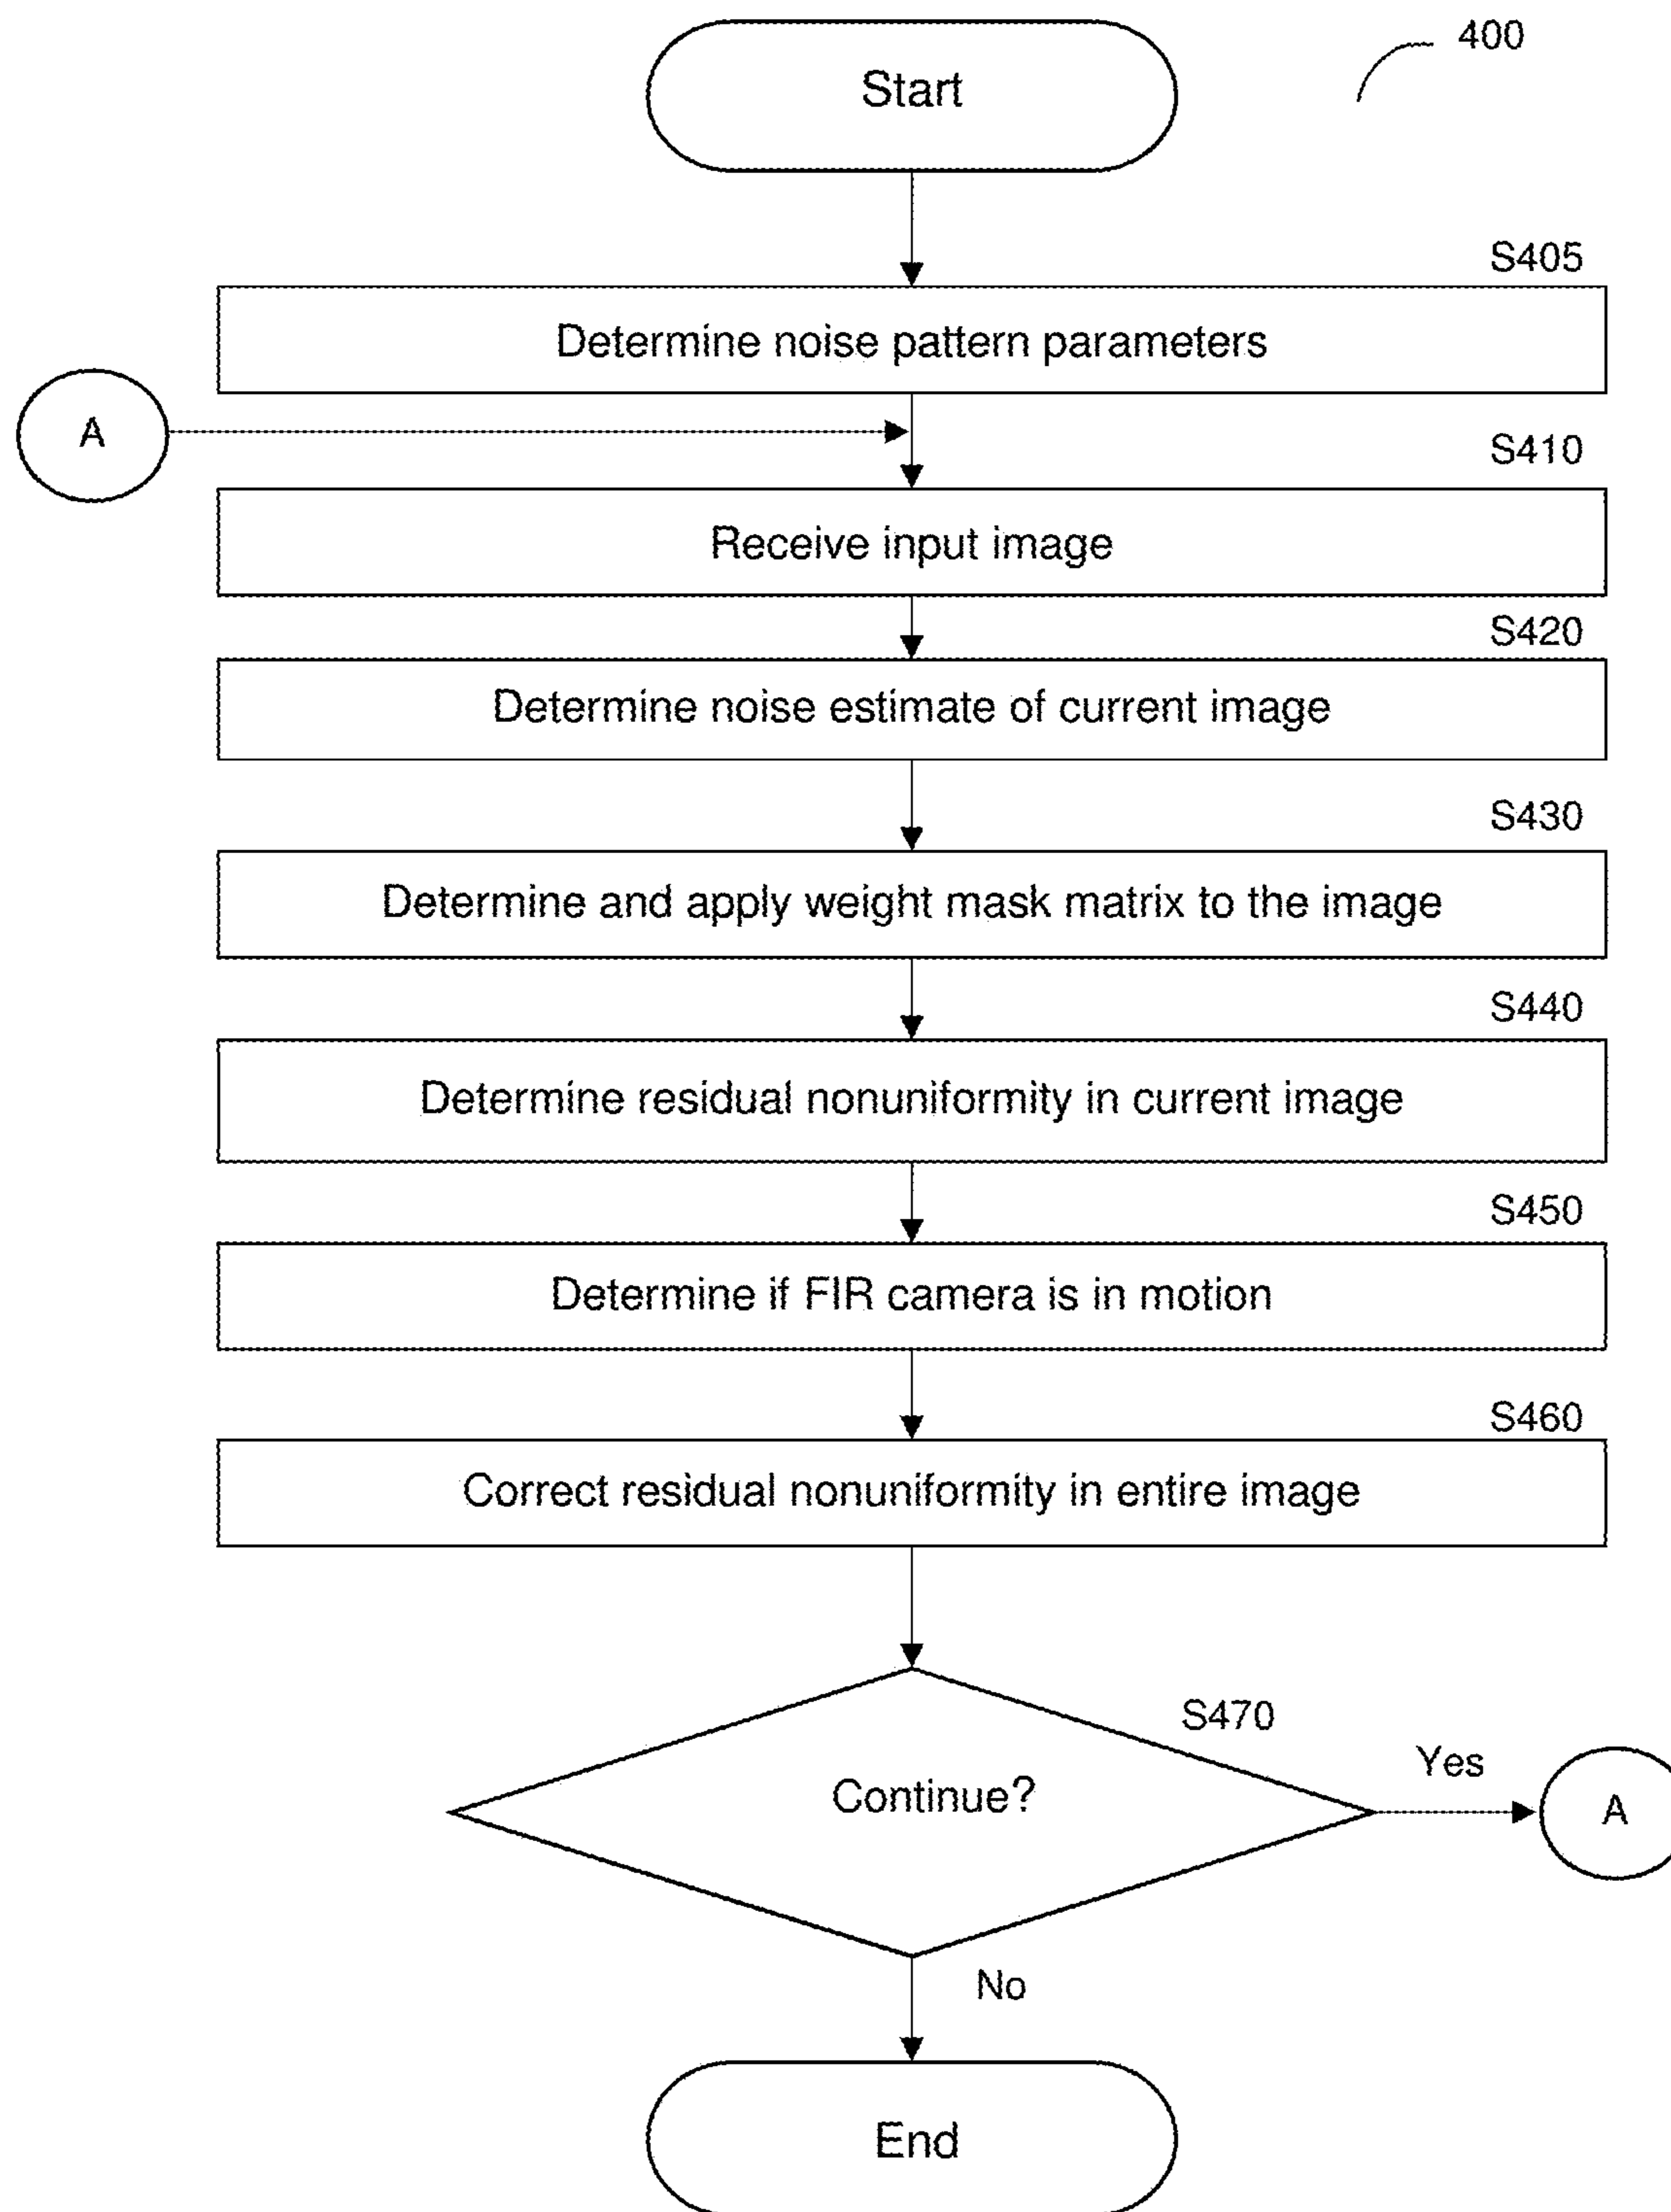 400
Start
S405
Determine noise pattern parameters
A
S410
Receive input image
S420
Determine noise estimate of current image
S430
Determine and apply weight mask matrix to the image
S440
Determine residual nonuniformity in current image
S450
Determine if FIR camera is in motion
S460
Correct residual nonuniformity in entire image
S470
Continue?
Yes
A
No
End